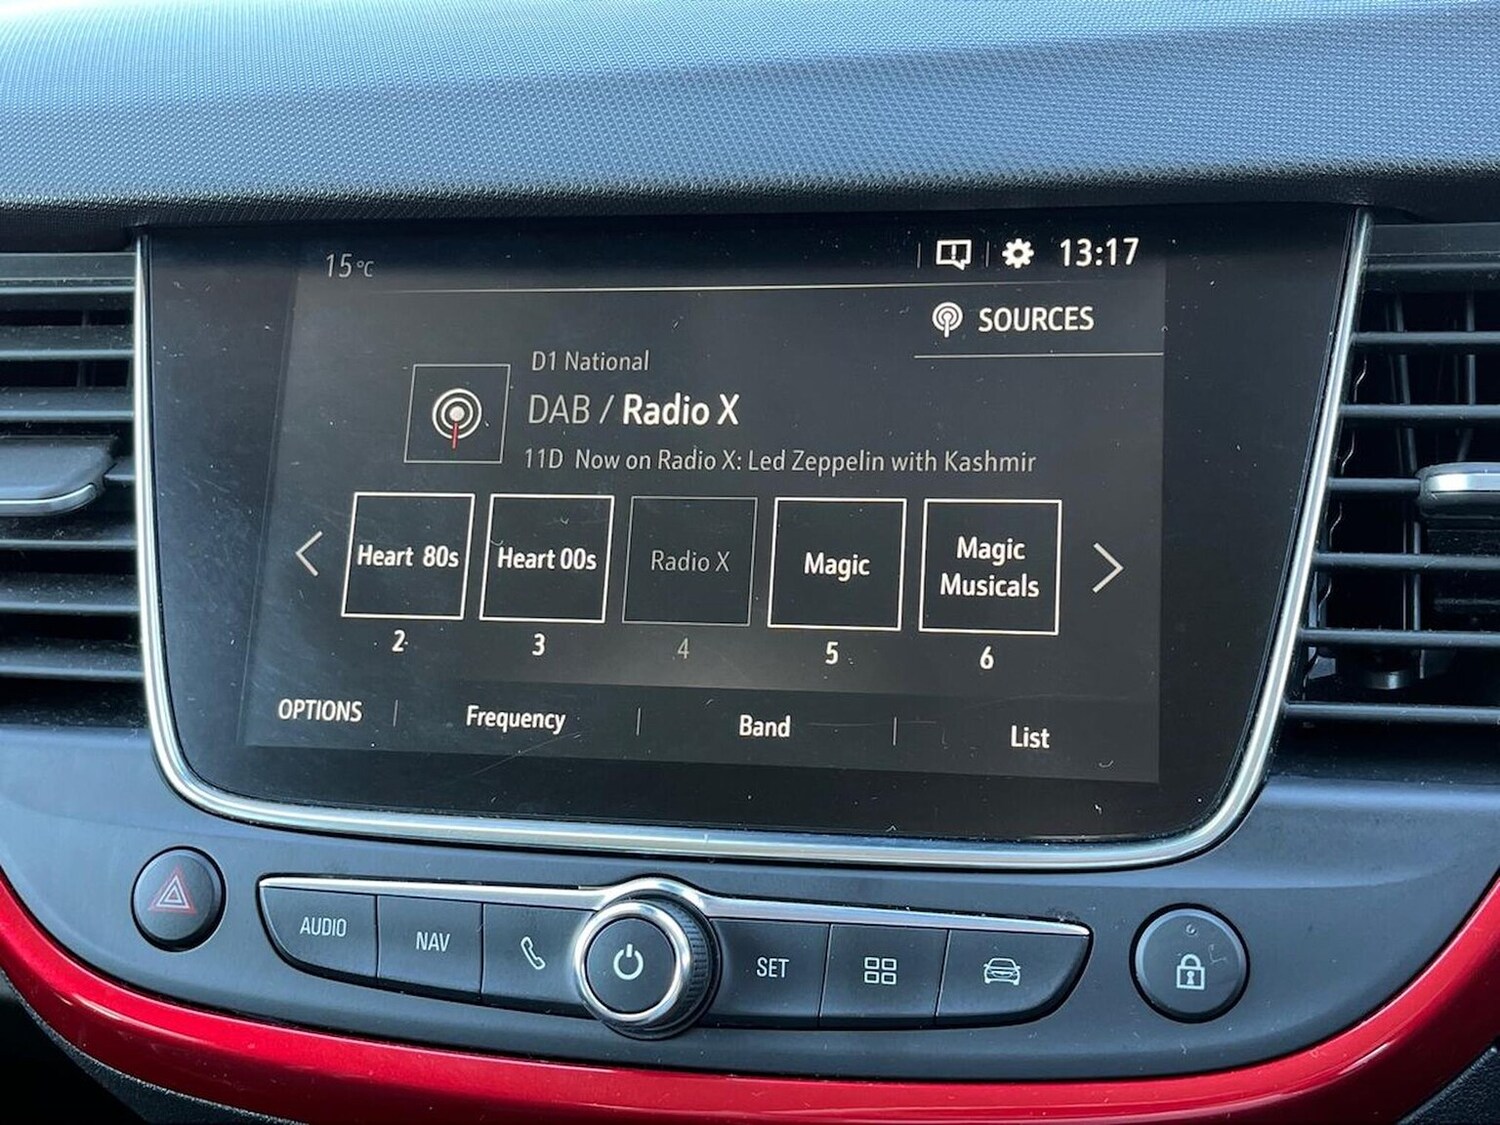 15°C
13:17
SOURCES
D1 National
DAB / Radio X
11D Now on Radio X: Led Zeppelin with Kashmir
Heart 80s
Heart 00s
Radio X
Magic
Magic
Musicals
2
3
4
5
6
OPTIONS
Frequency
Band
List
AUDIO
NAV
SET